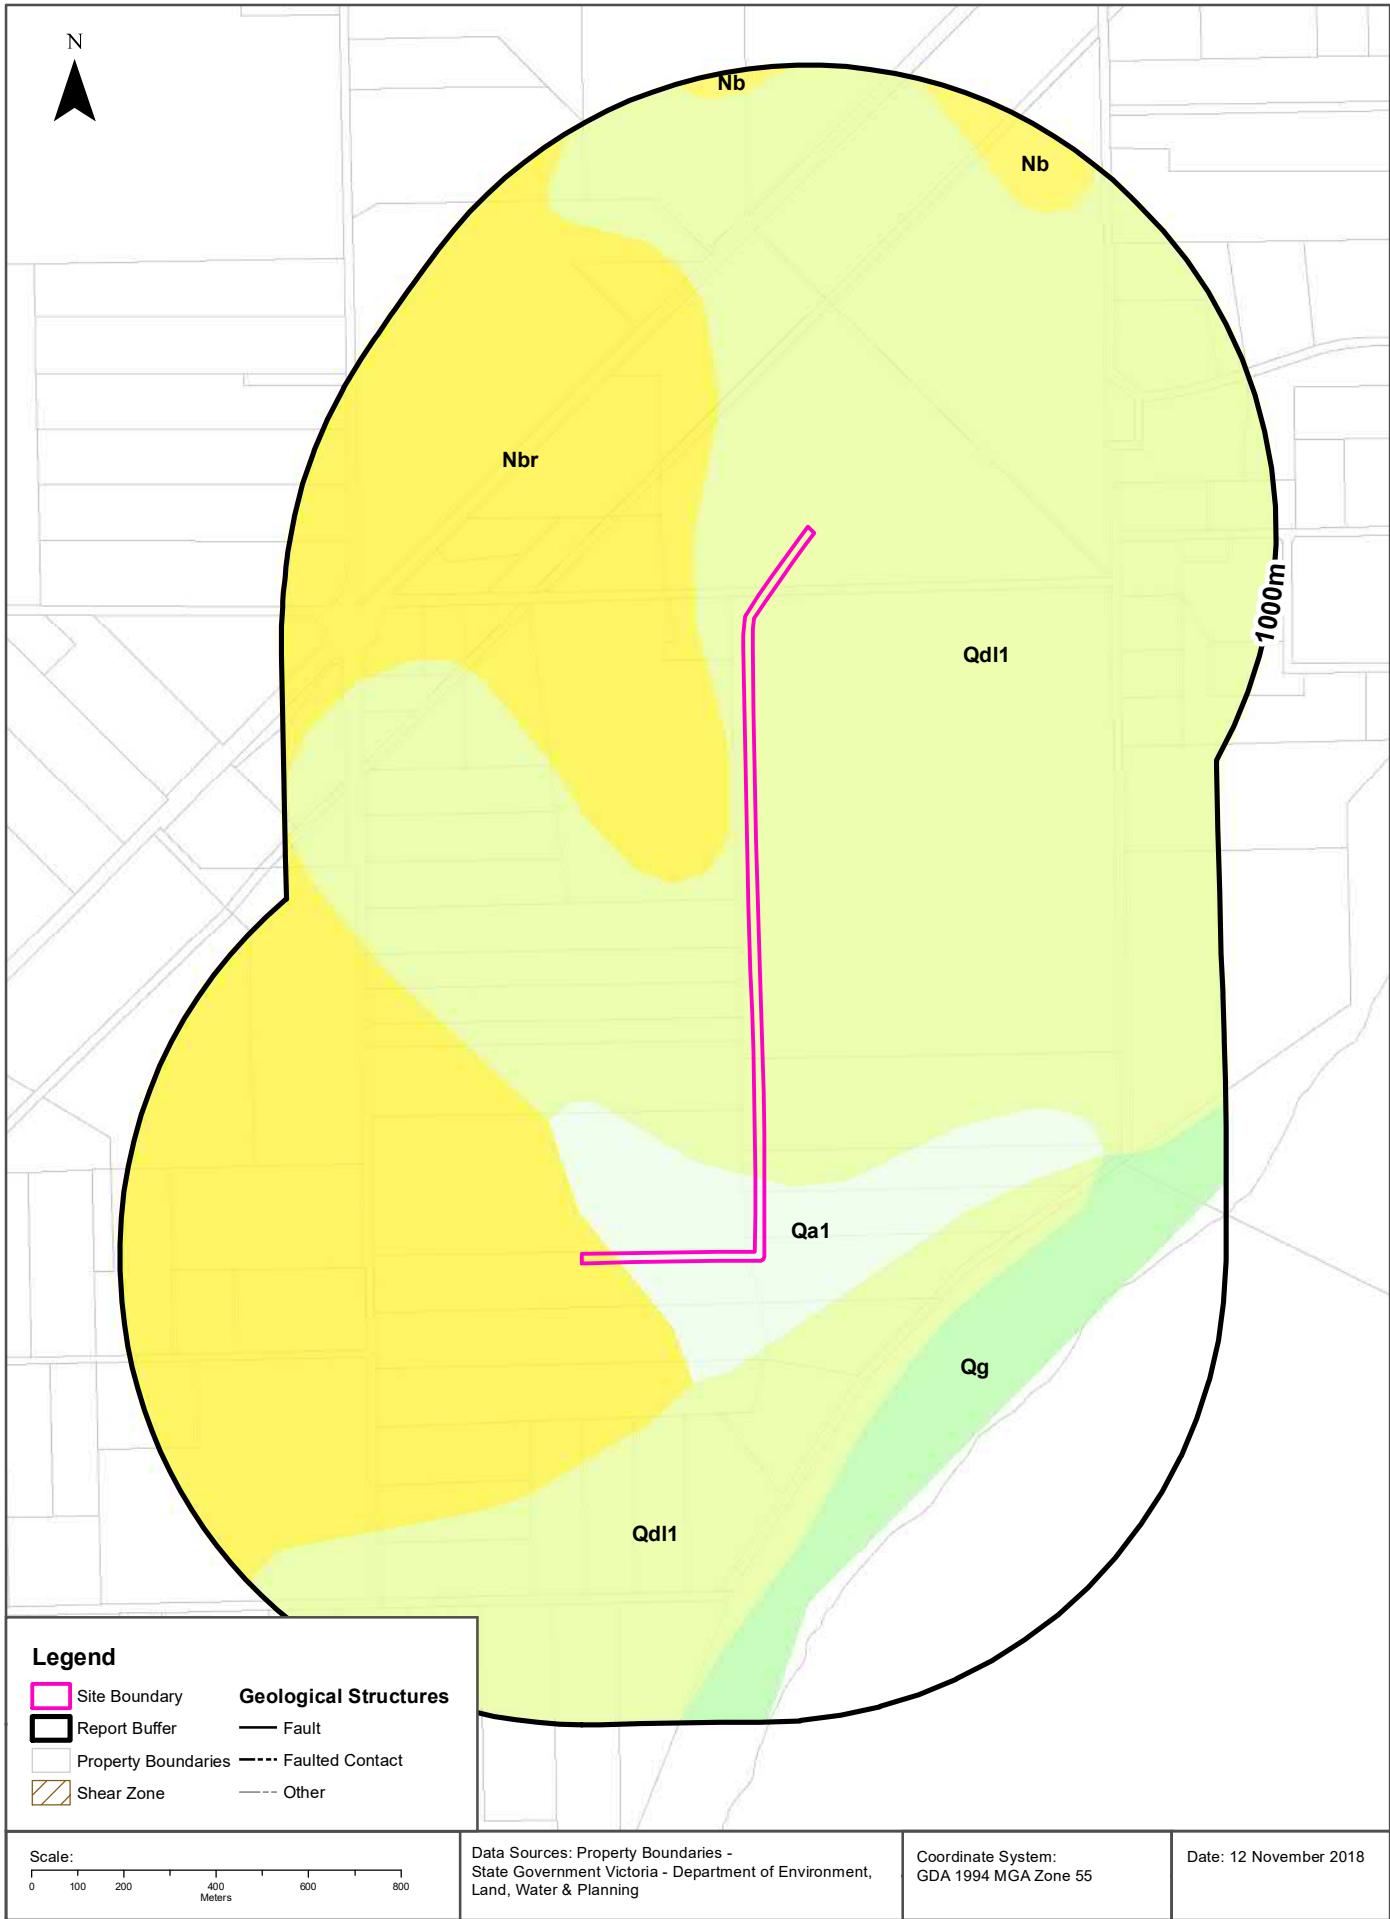 N
Nb
Nb
Nbr
1000m
Qdl1
Qa1
Qg
Qdl1
Legend
Site Boundary
Report Buffer
Property Boundaries
Shear Zone
Geological Structures
Fault
Faulted Contact
Other
Scale:
0 100 200 400 600 800
Meters
Data Sources: Property Boundaries -
State Government Victoria - Department of Environment,
Land, Water & Planning
Coordinate System:
GDA 1994 MGA Zone 55
Date: 12 November 2018